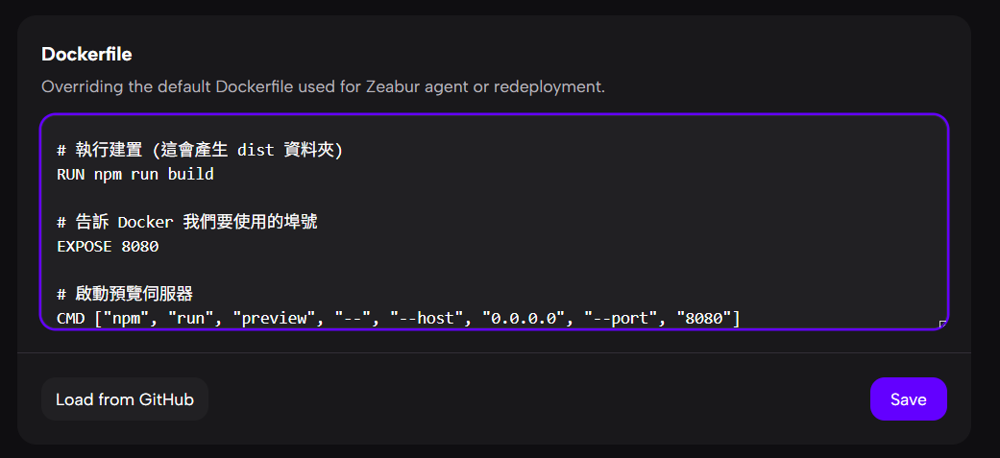 Dockerfile
Overriding the default Dockerfile used for Zeabur agent or redeployment.
# 執行建置 (這會產生 dist 資料夾)
RUN npm run build
# 告訴 Docker 我們要使用的埠號
EXPOSE 8080
# 啟動預覽伺服器
CMD ["npm", "run", "preview", "--", "--host", "0.0.0.0", "--port", "8080"]
Load from GitHub
Save